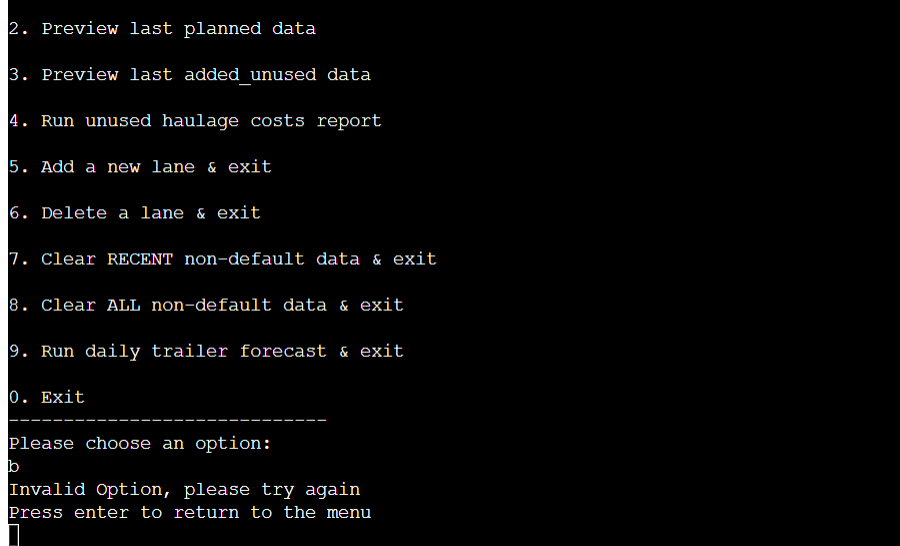 2. Preview last planned data
3. Preview last added_unused data
4. Run unused haulage costs report
5. Add a new lane & exit
6. Delete a lane & exit
7. Clear RECENT non-default data & exit
8. Clear ALL non-default data & exit
9. Run daily trailer forecast & exit
0. Exit
-----------------------------
Please choose an option:
b
Invalid Option, please try again
Press enter to return to the menu